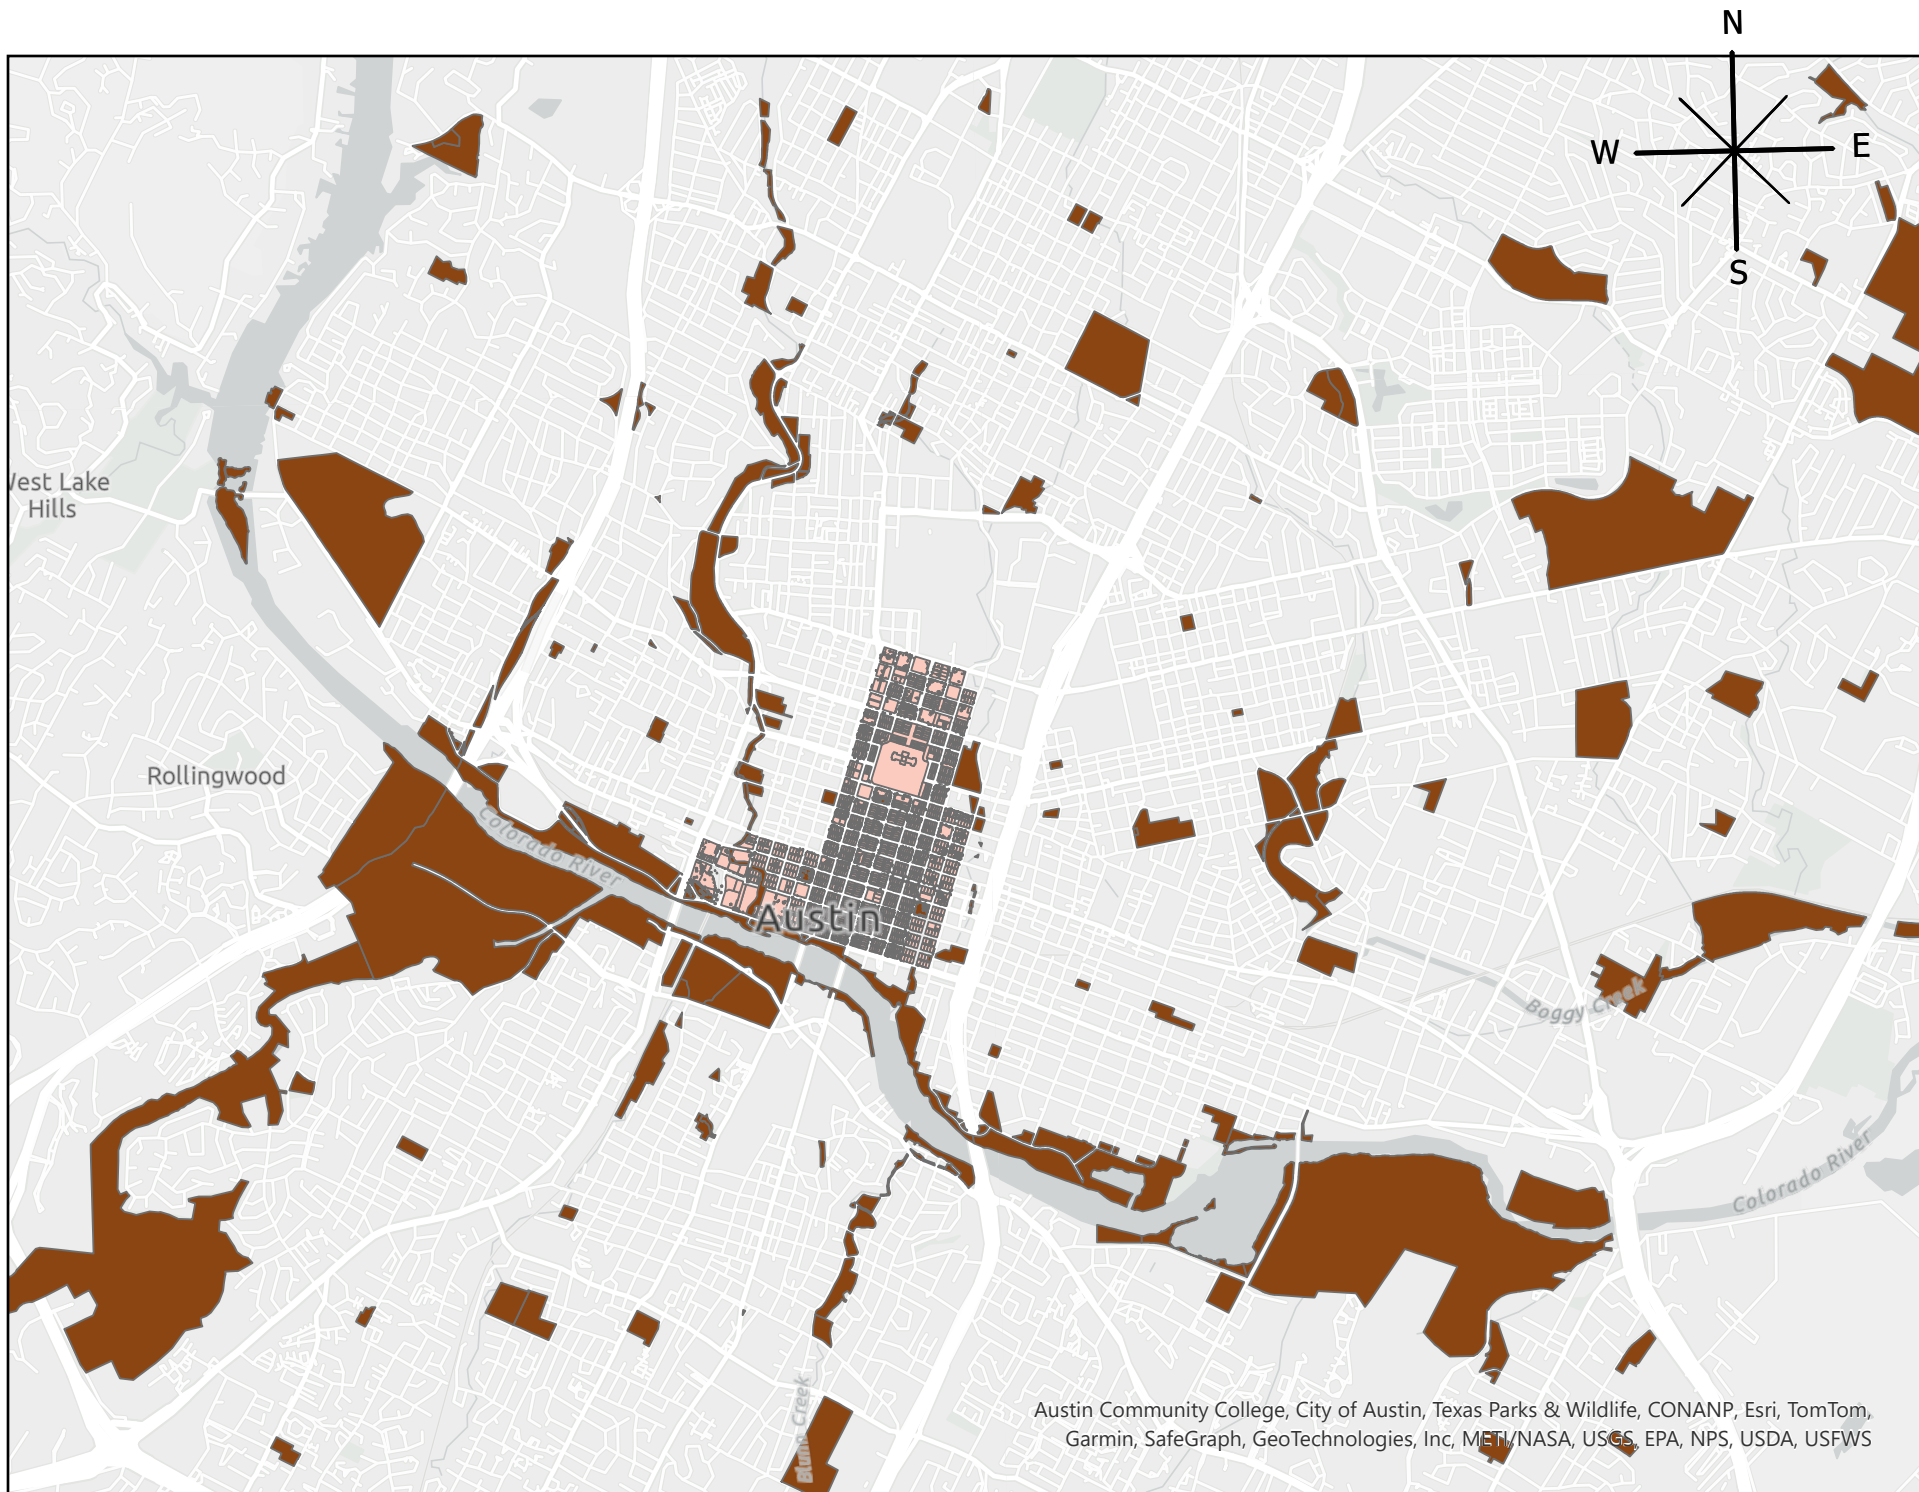 N
W
E
S
West Lake
Hills
Rollingwood
Colorado River
Austin
Boggy Creek
Colorado River
Blunn Creek
Austin Community College, City of Austin, Texas Parks & Wildlife, CONANP, Esri, TomTom,
Garmin, SafeGraph, GeoTechnologies, Inc, METI/NASA, USGS, EPA, NPS, USDA, USFWS